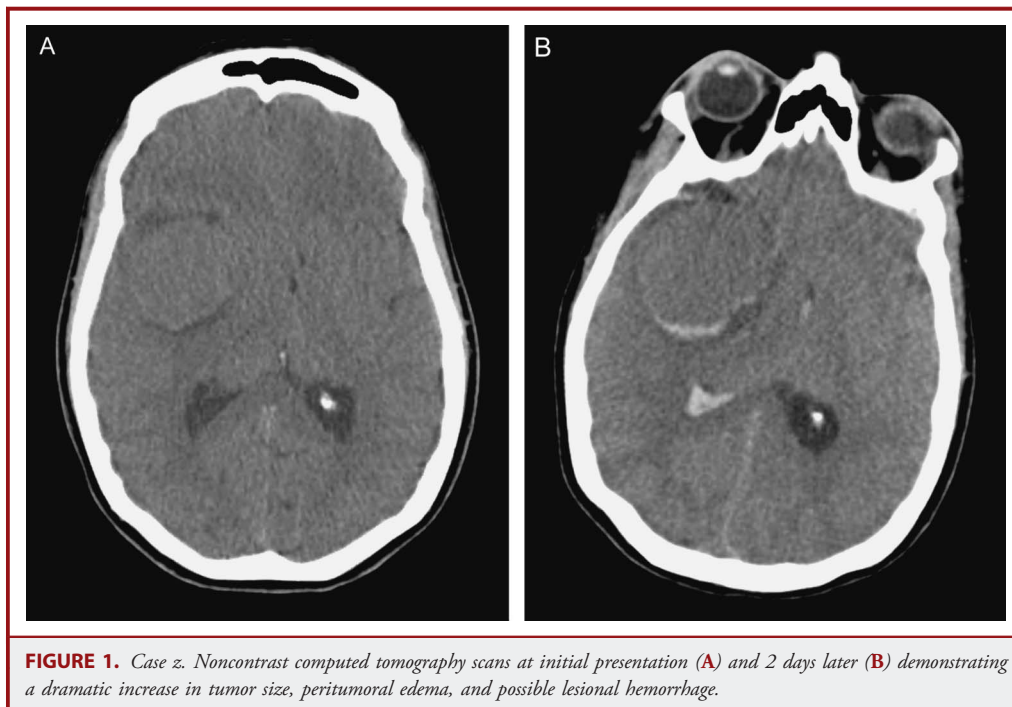 A
B
FIGURE 1. Case z. Noncontrast computed tomography scans at initial presentation (A) and 2 days later (B) demonstrating
a dramatic increase in tumor size, peritumoral edema, and possible lesional hemorrhage.